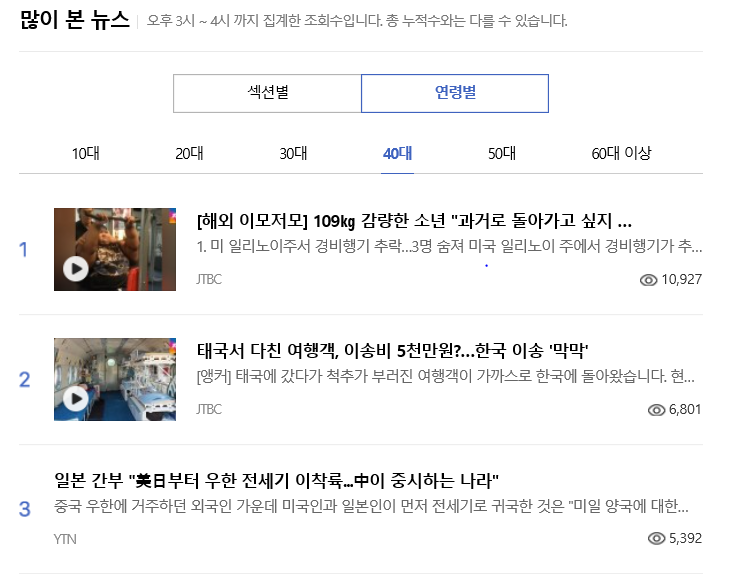 많이 본 뉴스 오후 3시 ~ 4시 까지 집계한 조회수입니다. 총 누적수와는 다를 수 있습니다.
섹션별 연령별
10대 20대 30대 40대 50대 60대 이상
1
[해외 이모저모] 109㎏ 감량한 소년 "과거로 돌아가고 싶지 ...
1. 미 일리노이주서 경비행기 추락...3명 숨져 미국 일리노이 주에서 경비행기가 추...
JTBC 10,927
2
태국서 다친 여행객, 이송비 5천만원?...한국 이송 '막막'
[앵커] 태국에 갔다가 척추가 부러진 여행객이 가까스로 한국에 돌아왔습니다. 현...
JTBC 6,801
3
일본 간부 "美日부터 우한 전세기 이착륙...中이 중시하는 나라"
중국 우한에 거주하던 외국인 가운데 미국인과 일본인이 먼저 전세기로 귀국한 것은 "미일 양국에 대한...
YTN 5,392